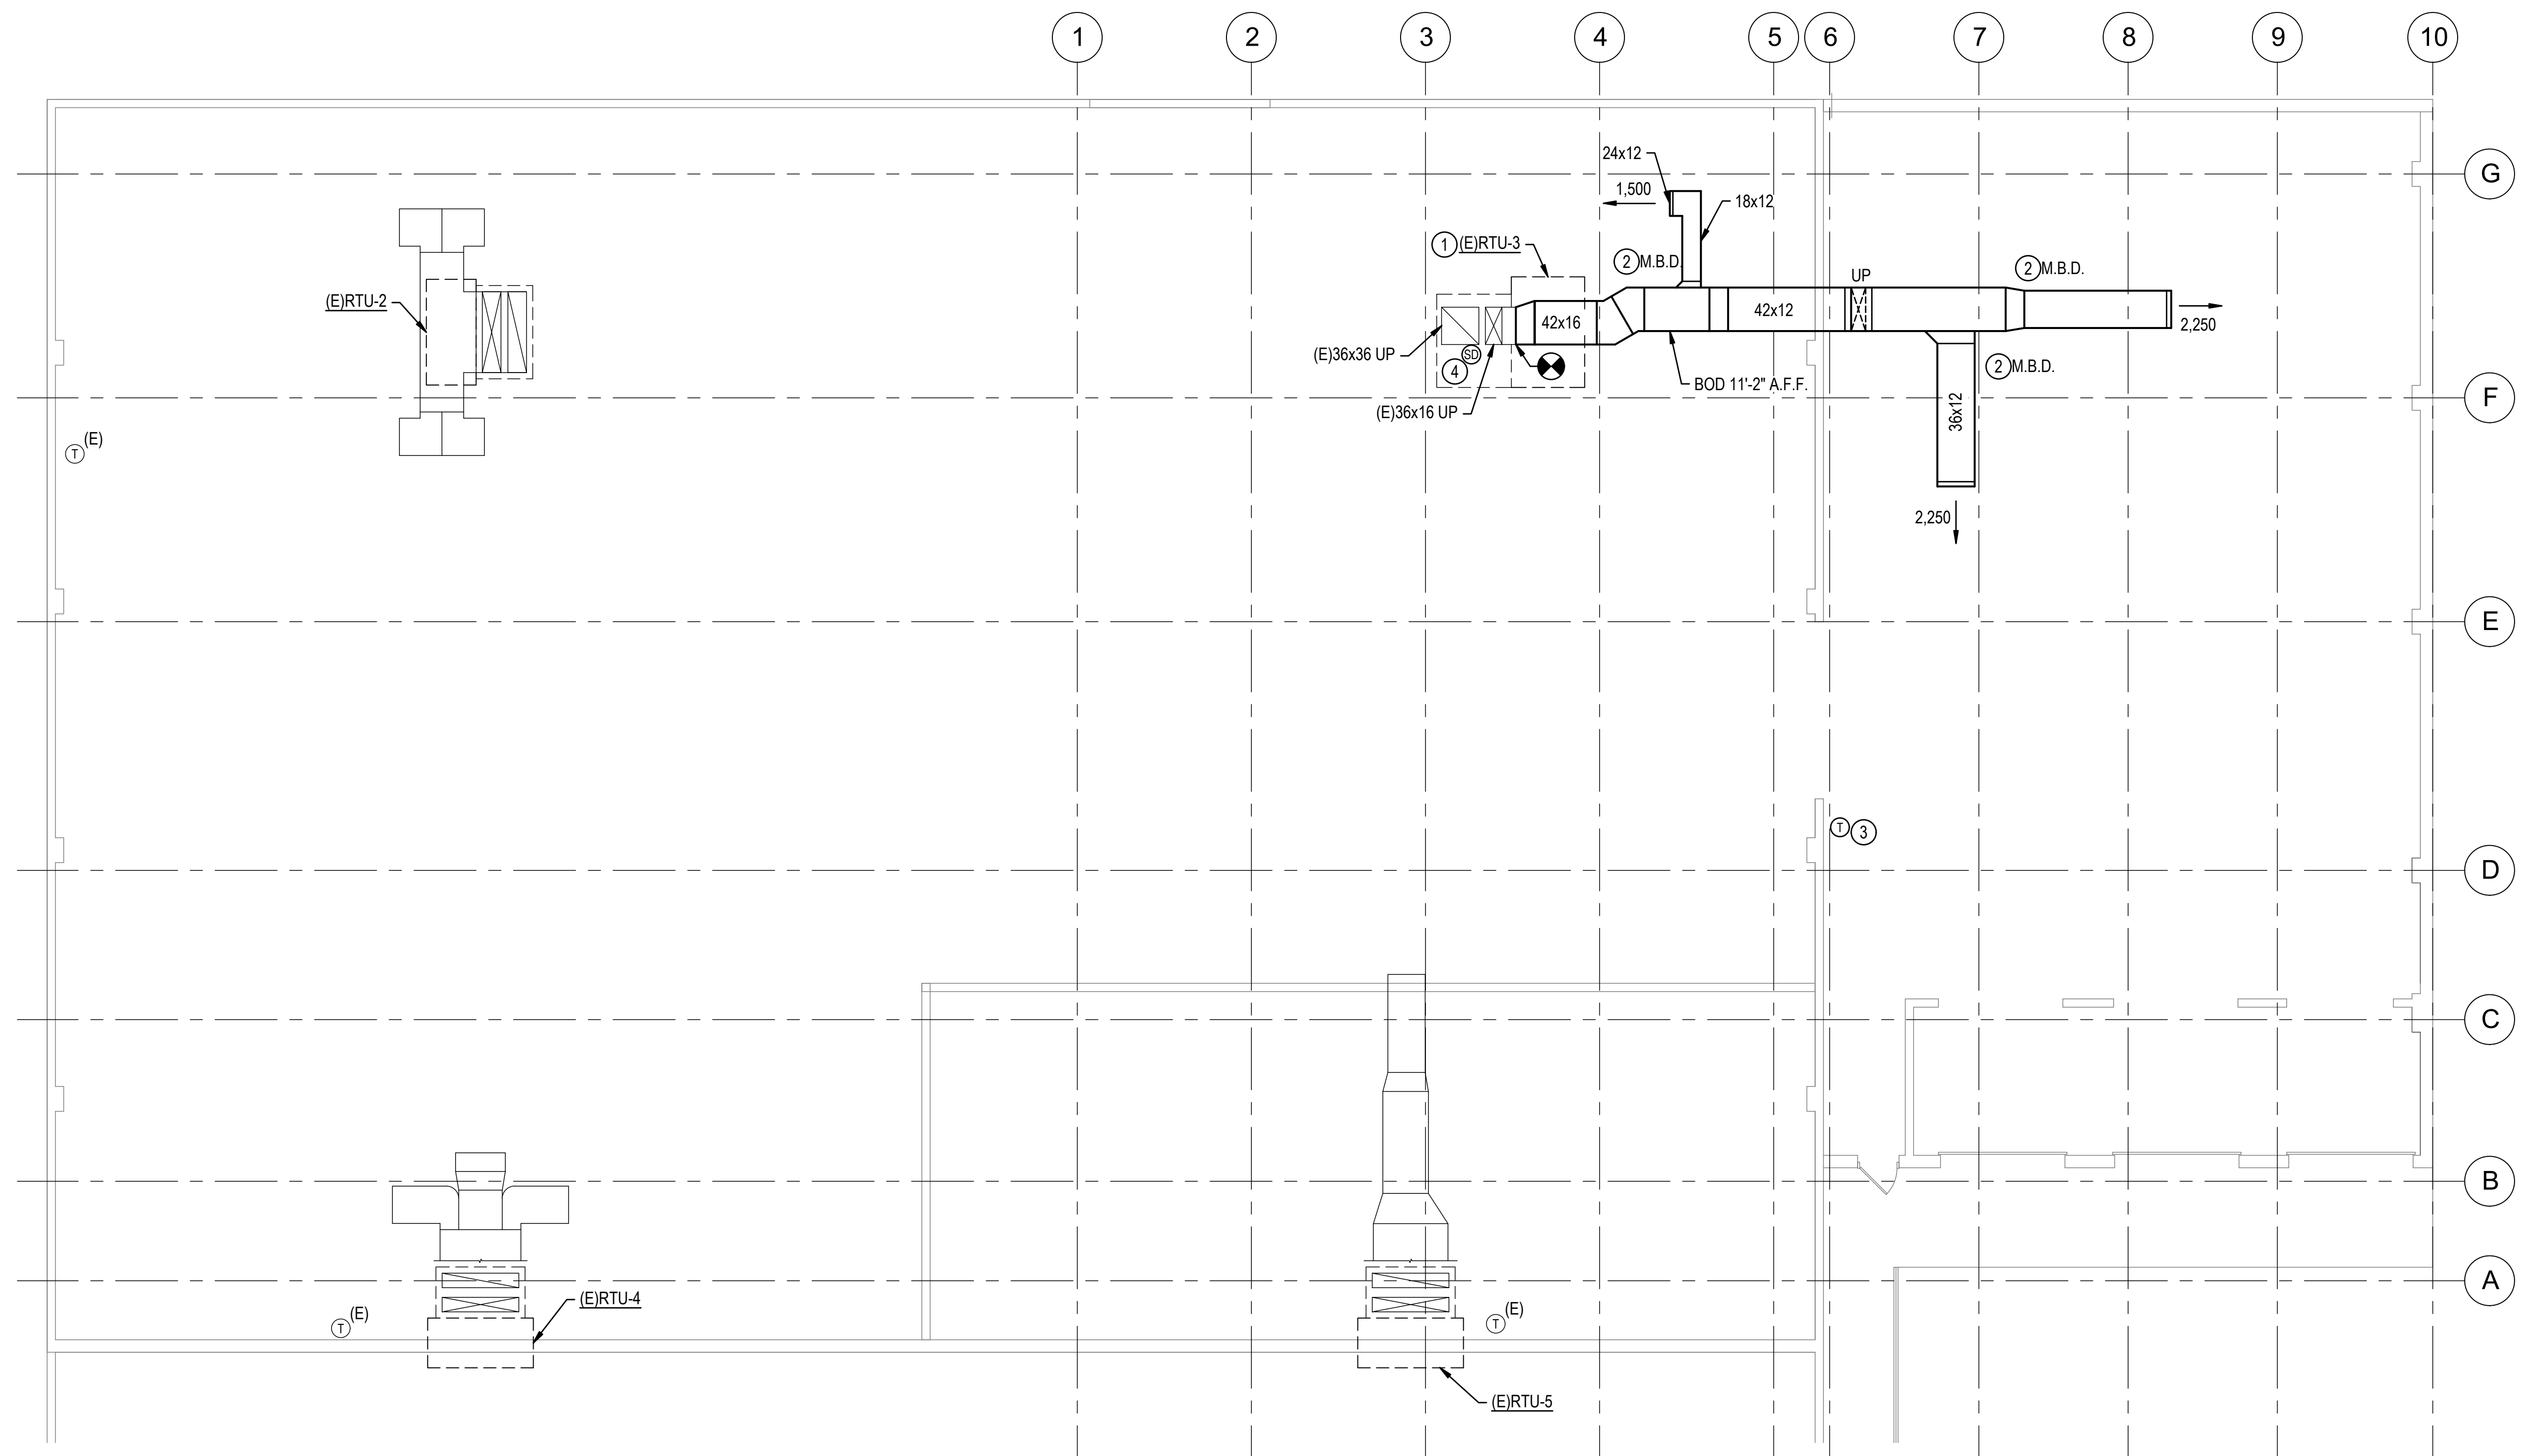 1 2 3 4 5 6 7 8 9 10
24x12
G
1,500
18x12
1 (E)RTU-3
2 M.B.D.
UP
2 M.B.D.
(E)RTU-2
42x16
42x12
2,250
(E)36x36 UP
SD
4
BOD 11'-2" A.F.F.
2 M.B.D.
(E)36x16 UP
36x12
F
T (E)
2,250
E
T 3
D
C
B
A
(E)RTU-4
T (E)
T (E)
(E)RTU-5